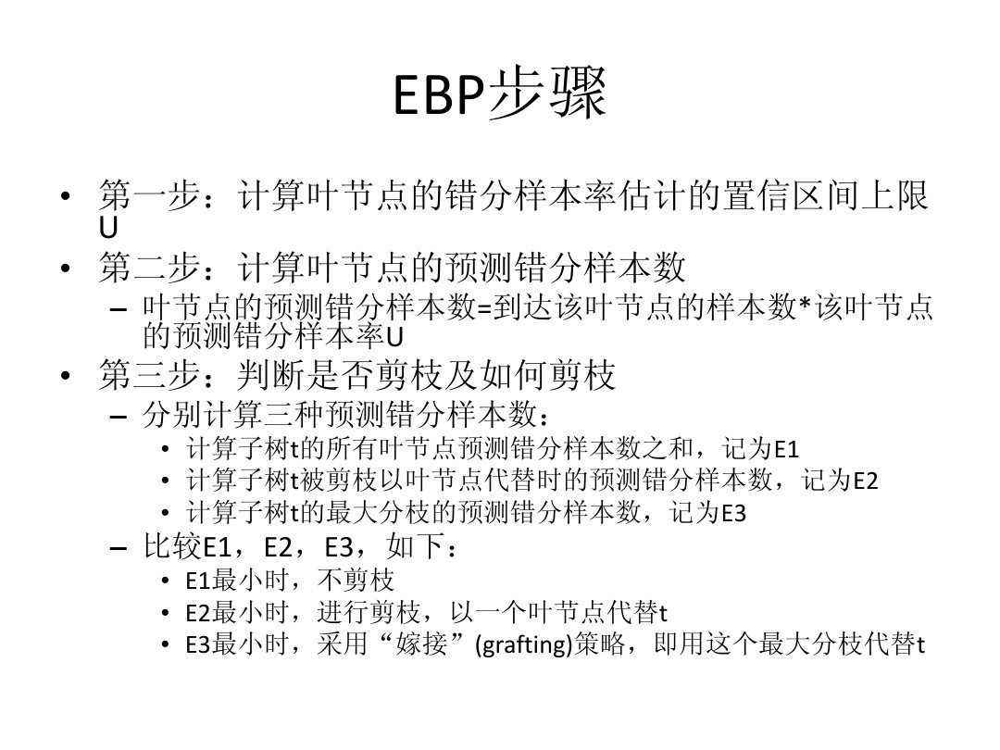 EBP步骤
• 第一步：计算叶节点的错分样本率估计的置信区间上限
U
• 第二步：计算叶节点的预测错分样本数
– 叶节点的预测错分样本数=到达该叶节点的样本数*该叶节点
的预测错分样本率U
• 第三步：判断是否剪枝及如何剪枝
– 分别计算三种预测错分样本数：
• 计算子树t的所有叶节点预测错分样本数之和，记为E1
• 计算子树t被剪枝以叶节点代替时的预测错分样本数，记为E2
• 计算子树t的最大分枝的预测错分样本数，记为E3
– 比较E1，E2，E3，如下：
• E1最小时，不剪枝
• E2最小时，进行剪枝，以一个叶节点代替t
• E3最小时，采用“嫁接”(grafting)策略，即用这个最大分枝代替t